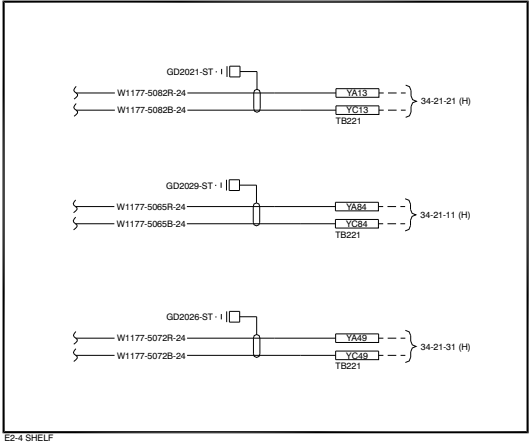 GD2021-ST
W1177-5082R-24 YA13
W1177-5082B-24 YC13
34-21-21 (H)
TB221
GD2029-ST
W1177-5065R-24 YA84
W1177-5065B-24 YC84
34-21-11 (H)
TB221
GD2026-ST
W1177-5072R-24 YA49
W1177-5072B-24 YC49
34-21-31 (H)
TB221
E2-4 SHELF